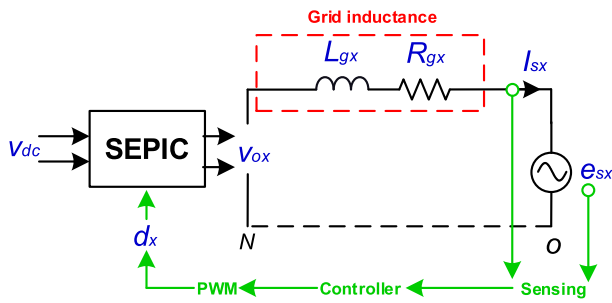 Grid inductance
Lgx Rgx Isx
vdc SEPIC vox esx
dx N o
PWM Controller Sensing